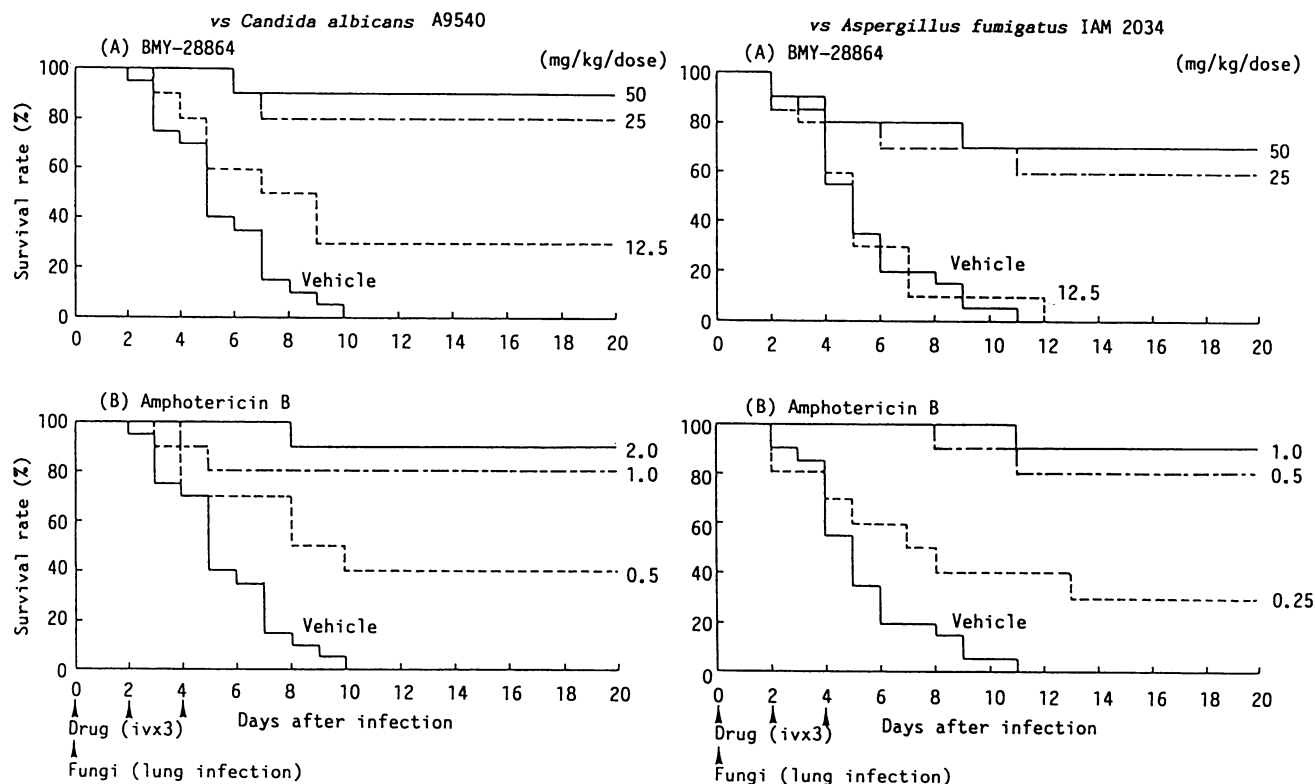 vs Candida albicans A9540
(A) BMY-28864
(mg/kg/dose)
Survival rate (%)
100
80
60
40
20
0
50
25
12.5
Vehicle
0 2 4 6 8 10 12 14 16 18 20
(B) Amphotericin B
Survival rate (%)
100
80
60
40
20
0
2.0
1.0
0.5
Vehicle
0 2 4 6 8 10 12 14 16 18 20
Days after infection
Drug (ivx3)
Fungi (lung infection)
vs Aspergillus fumigatus IAM 2034
(A) BMY-28864
(mg/kg/dose)
100
80
60
40
20
0
50
25
Vehicle
12.5
0 2 4 6 8 10 12 14 16 18 20
(B) Amphotericin B
100
80
60
40
20
0
1.0
0.5
0.25
Vehicle
0 2 4 6 8 10 12 14 16 18 20
Days after infection
Drug (ivx3)
Fungi (lung infection)